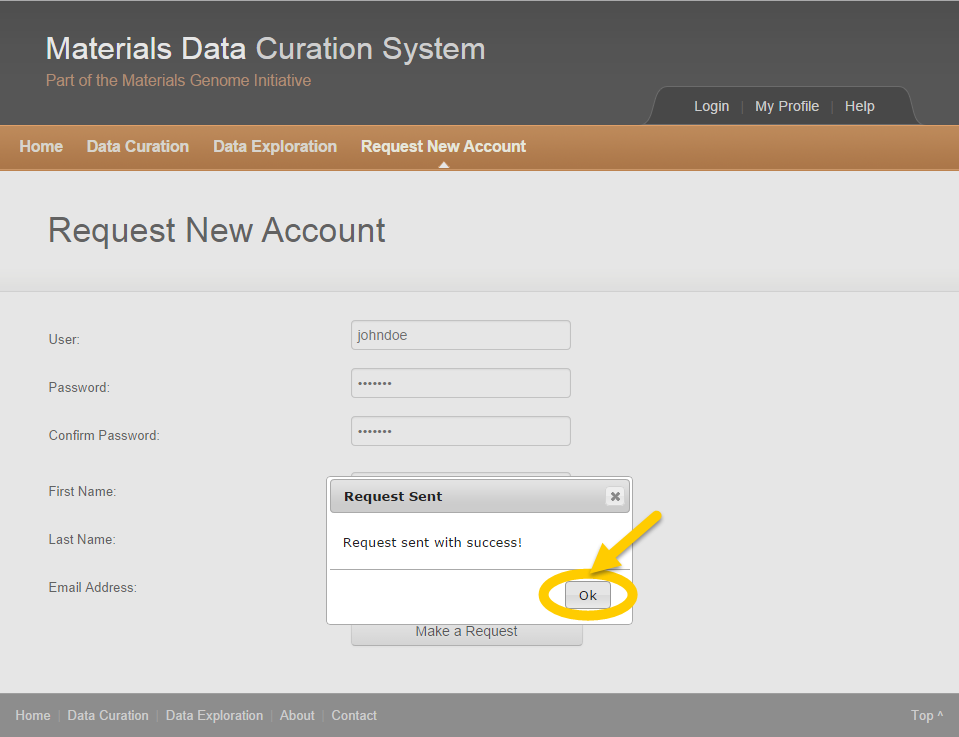 Materials Data Curation System
Part of the Materials Genome Initiative
Login | My Profile | Help
Home Data Curation Data Exploration Request New Account
Request New Account
User: johndoe
Password: •••••••
Confirm Password: •••••••
First Name:
Last Name:
Email Address:
Request Sent ✖
Request sent with success!
Ok
Make a Request
Home | Data Curation | Data Exploration | About | Contact Top ^